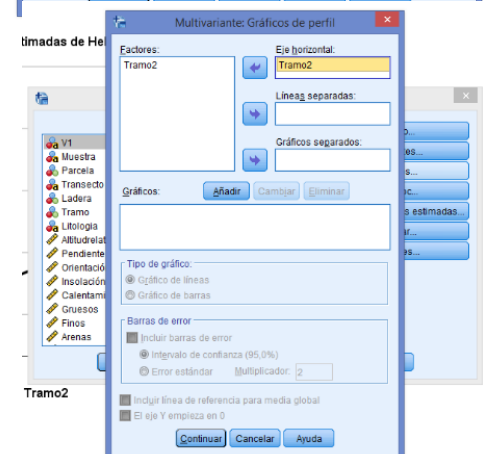 Multivariante: Gráficos de perfil
timadas de Hel
Factores:
Tramo2
Eje horizontal:
Tramo2
Líneas separadas:
Gráficos separados:
Gráficos:
Añadir
Cambiar
Eliminar
Tipo de gráfico:
Gráfico de líneas
Gráfico de barras
Barras de error
Incluir barras de error
Intervalo de confianza (95,0%)
Error estándar
Multiplicador: 2
Incluir línea de referencia para media global
El eje Y empieza en 0
Continuar
Cancelar
Ayuda
V1
Muestra
Parcela
Transecto
Ladera
Tramo
Litologia
Altitudrelat
Pendiente
Orientació
Insolación
Calentami
Gruesos
Finos
Arenas
es...
s...
c...
s estimadas...
ar...
es...
Tramo2